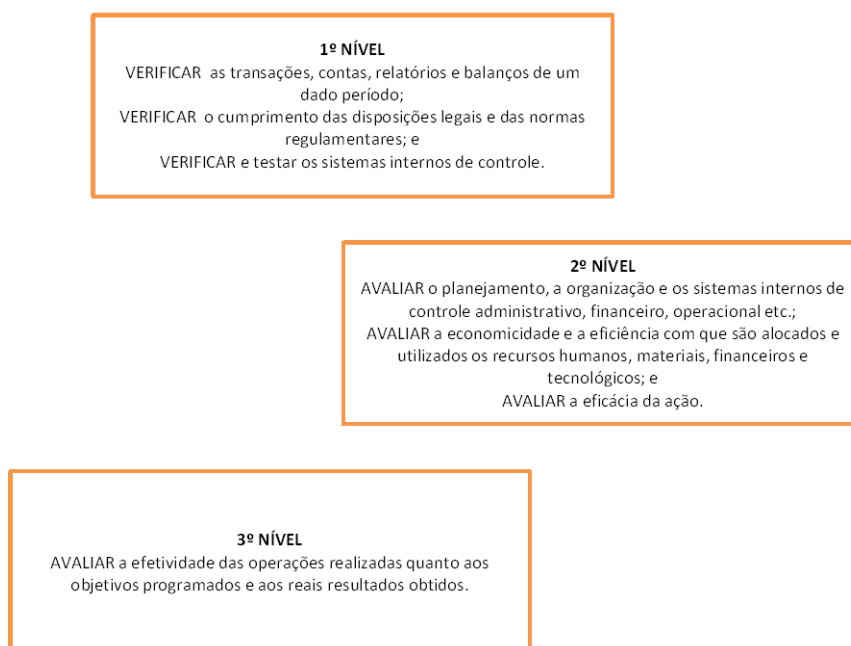 1º NÍVEL
VERIFICAR as transações, contas, relatórios e balanços de um
dado período;
VERIFICAR o cumprimento das disposições legais e das normas
regulamentares; e
VERIFICAR e testar os sistemas internos de controle.
2º NÍVEL
AVALIAR o planejamento, a organização e os sistemas internos de
controle administrativo, financeiro, operacional etc.;
AVALIAR a economicidade e a eficiência com que são alocados e
utilizados os recursos humanos, materiais, financeiros e
tecnológicos; e
AVALIAR a eficácia da ação.
3º NÍVEL
AVALIAR a efetividade das operações realizadas quanto aos
objetivos programados e aos reais resultados obtidos.